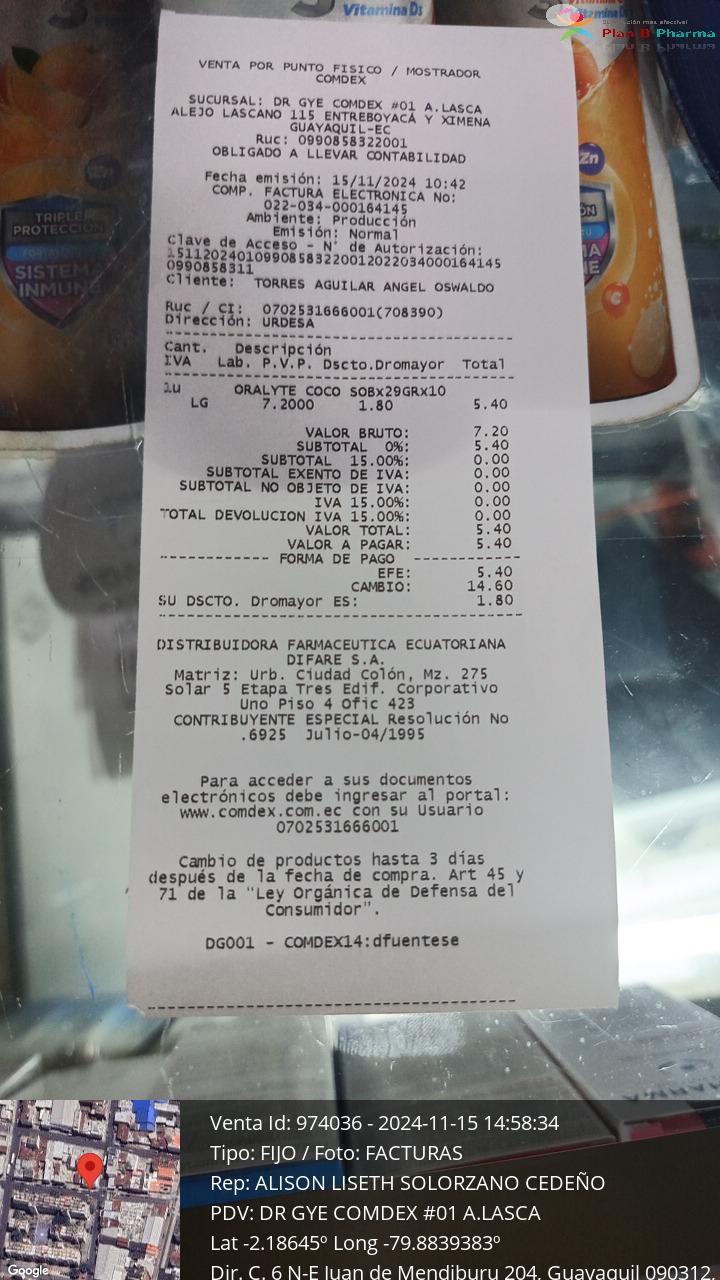 Vitamina D3
Plan B Pharma
VENTA POR PUNTO FISICO / MOSTRADOR
COMDEX
SUCURSAL: DR GYE COMDEX #01 A.LASCA
ALEJO LASCANO 115 ENTREBOYACÁ Y XIMENA
GUAYAQUIL-EC
Ruc: 0990858322001
OBLIGADO A LLEVAR CONTABILIDAD
Fecha emisión: 15/11/2024 10:42
COMP. FACTURA ELECTRONICA No:
022-034-000164145
Ambiente: Producción
Emisión: Normal
Clave de Acceso - N° de Autorización:
151120240109908583220012022034000164145
0990858311
Cliente: TORRES AGUILAR ANGEL OSWALDO
Ruc / CI: 0702531666001(708390)
Dirección: URDESA
Cant. Descripción
IVA Lab. P.V.P. Dscto.Dromayor Total
1u ORALYTE COCO SOBx29GRx10
LG 7.2000 1.80 5.40
VALOR BRUTO: 7.20
SUBTOTAL 0%: 5.40
SUBTOTAL 15.00%: 0.00
SUBTOTAL EXENTO DE IVA: 0.00
SUBTOTAL NO OBJETO DE IVA: 0.00
IVA 15.00%: 0.00
TOTAL DEVOLUCION IVA 15.00%: 0.00
VALOR TOTAL: 5.40
VALOR A PAGAR: 5.40
------------ FORMA DE PAGO ------------
EFE: 5.40
CAMBIO: 14.60
SU DSCTO. Dromayor ES: 1.80
DISTRIBUIDORA FARMACEUTICA ECUATORIANA
DIFARE S.A.
Matriz: Urb. Ciudad Colón, Mz. 275
Solar 5 Etapa Tres Edif. Corporativo
Uno Piso 4 Ofic 423
CONTRIBUYENTE ESPECIAL Resolución No
.6925 Julio-04/1995
Para acceder a sus documentos
electrónicos debe ingresar al portal:
www.comdex.com.ec con su Usuario
0702531666001
Cambio de productos hasta 3 días
después de la fecha de compra. Art 45 y
71 de la "Ley Orgánica de Defensa del
Consumidor".
DG001 - COMDEX14:dfuentese
TRIPLE
PROTECCIÓN
SISTEMA
INMUNE
Zn
Google
Venta Id: 974036 - 2024-11-15 14:58:34
Tipo: FIJO / Foto: FACTURAS
Rep: ALISON LISETH SOLORZANO CEDEÑO
PDV: DR GYE COMDEX #01 A.LASCA
Lat -2.18645º Long -79.8839383º
Dir. C. 6 N-E Juan de Mendiburu 204, Guayaquil 090312